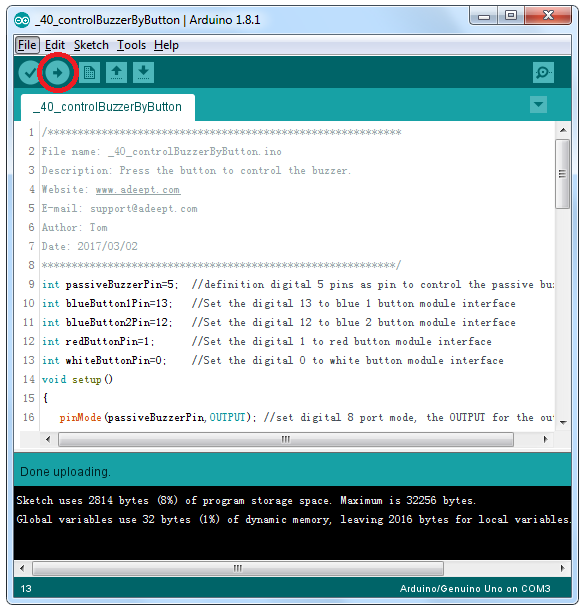 _40_controlBuzzerByButton | Arduino 1.8.1
File Edit Sketch Tools Help
_40_controlBuzzerByButton
1 /***********************************************************
2 File name: _40_controlBuzzerByButton.ino
3 Description: Press the button to control the buzzer.
4 Website: www.adeept.com
5 E-mail: support@adeept.com
6 Author: Tom
7 Date: 2017/03/02
8 ***********************************************************/
9 int passiveBuzzerPin=5; //definition digital 5 pins as pin to control the passive bu
10 int blueButton1Pin=13; //Set the digital 13 to blue 1 button module interface
11 int blueButton2Pin=12; //Set the digital 12 to blue 2 button module interface
12 int redButtonPin=1; //Set the digital 1 to red button module interface
13 int whiteButtonPin=0; //Set the digital 0 to white button module interface
14 void setup()
15 {
16 pinMode(passiveBuzzerPin,OUTPUT); //set digital 8 port mode, the OUTPUT for the ou
Done uploading.
Sketch uses 2814 bytes (8%) of program storage space. Maximum is 32256 bytes.
Global variables use 32 bytes (1%) of dynamic memory, leaving 2016 bytes for local variables.
13 Arduino/Genuino Uno on COM3